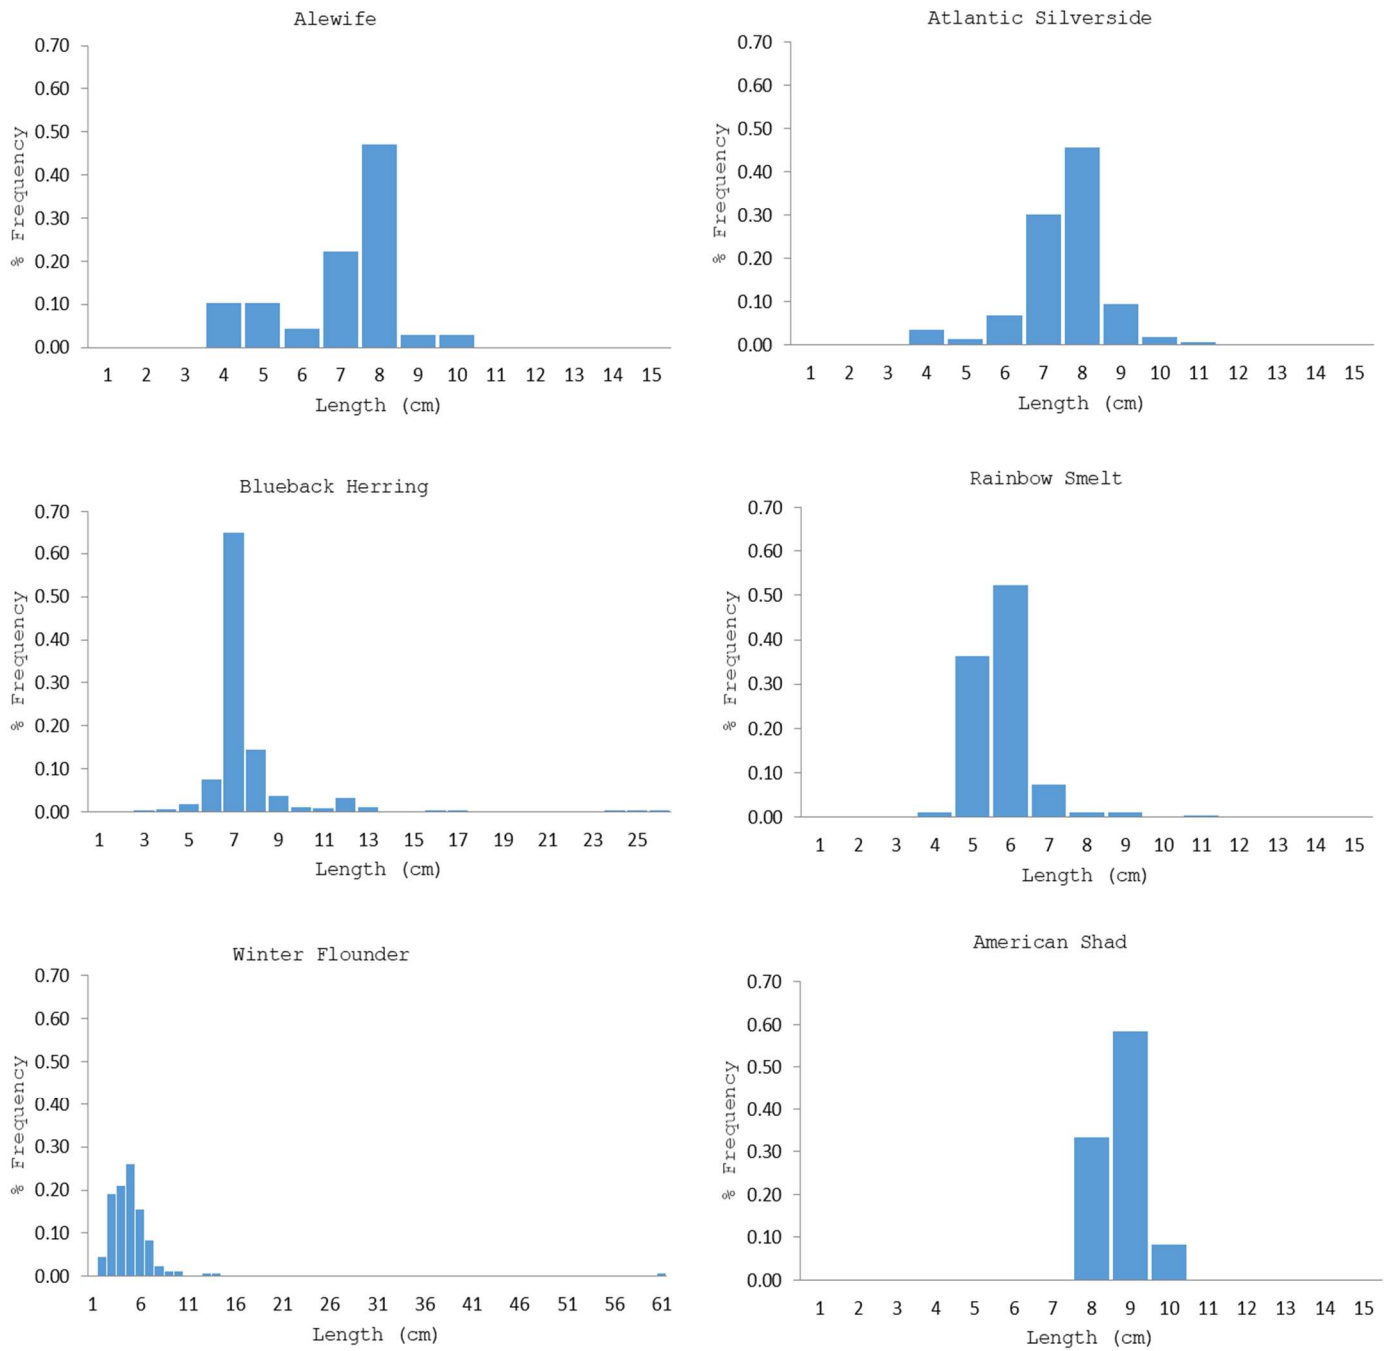 Alewife
0.70
0.60
0.50
0.40
0.30
0.20
0.10
0.00
% Frequency
1 2 3 4 5 6 7 8 9 10 11 12 13 14 15
Length (cm)
Atlantic Silverside
0.70
0.60
0.50
0.40
0.30
0.20
0.10
0.00
% Frequency
1 2 3 4 5 6 7 8 9 10 11 12 13 14 15
Length (cm)
Blueback Herring
0.70
0.60
0.50
0.40
0.30
0.20
0.10
0.00
% Frequency
1 3 5 7 9 11 13 15 17 19 21 23 25
Length (cm)
Rainbow Smelt
0.70
0.60
0.50
0.40
0.30
0.20
0.10
0.00
% Frequency
1 2 3 4 5 6 7 8 9 10 11 12 13 14 15
Length (cm)
Winter Flounder
0.70
0.60
0.50
0.40
0.30
0.20
0.10
0.00
% Frequency
1 6 11 16 21 26 31 36 41 46 51 56 61
Length (cm)
American Shad
0.70
0.60
0.50
0.40
0.30
0.20
0.10
0.00
% Frequency
1 2 3 4 5 6 7 8 9 10 11 12 13 14 15
Length (cm)